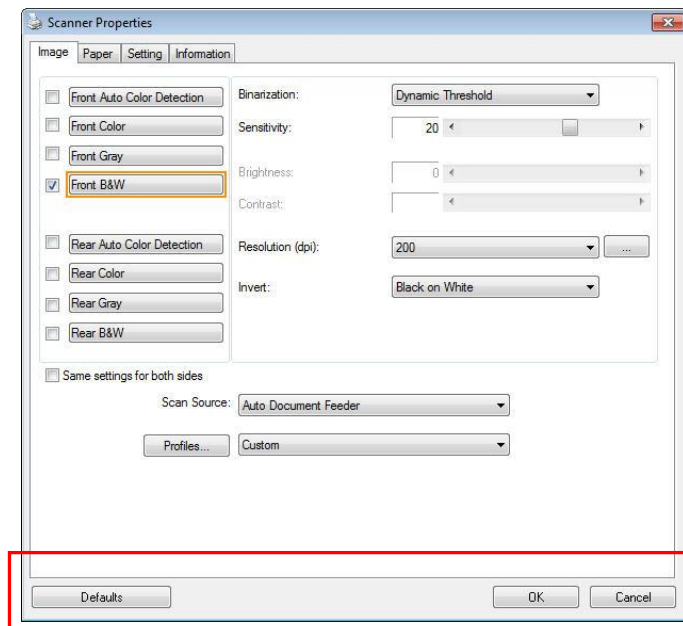 Scanner Properties
Image Paper Setting Information
Front Auto Color Detection
Front Color
Front Gray
Front B&W
Rear Auto Color Detection
Rear Color
Rear Gray
Rear B&W
Binarization: Dynamic Threshold
Sensitivity: 20
Brightness: 0
Contrast:
Resolution (dpi): 200 ...
Invert: Black on White
Same settings for both sides
Scan Source: Auto Document Feeder
Profiles... Custom
Defaults OK Cancel